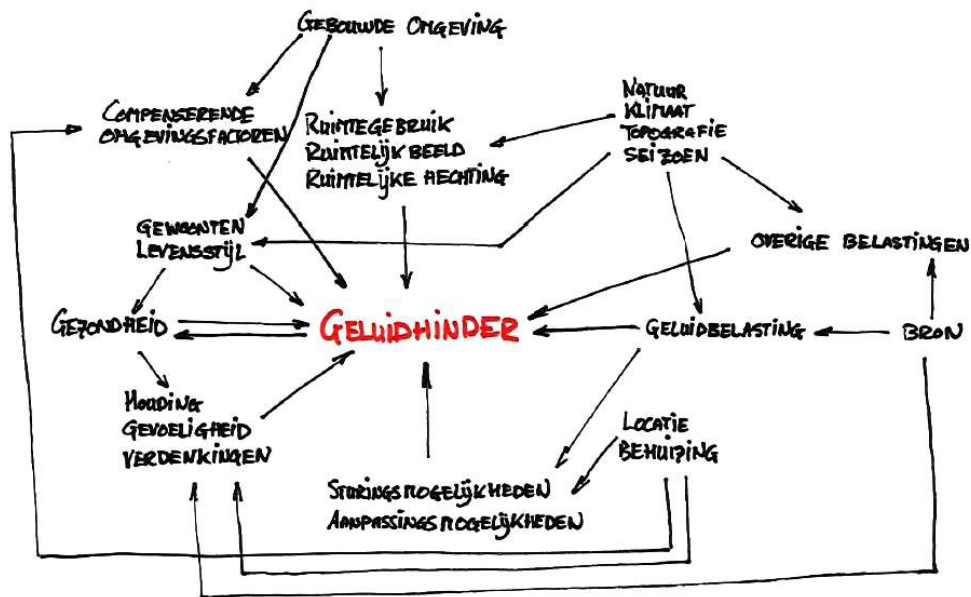 GEBOUWDE OMGEVING
COMPENSERENDE
OMGEVINGSFACTOREN
RUIMTEGEBRUIK
RUIMTELIJK BEELD
RUIMTELIJKE HECHTING
NATUUR
KLIMAAT
TOPOGRAFIE
SEIZOEN
GEWOONTEN
LEVENSSTIJL
OVERIGE BELASTINGEN
GEZONDHEID
GELUIDHINDER
GELUIDBELASTING
BRON
HOUDING
GEVOELIGHEID
VERDENKINGEN
LOCATIE
BEHUIZING
STURINGSMOGELIJKHEDEN
AANPASSINGSMOGELIJKHEDEN